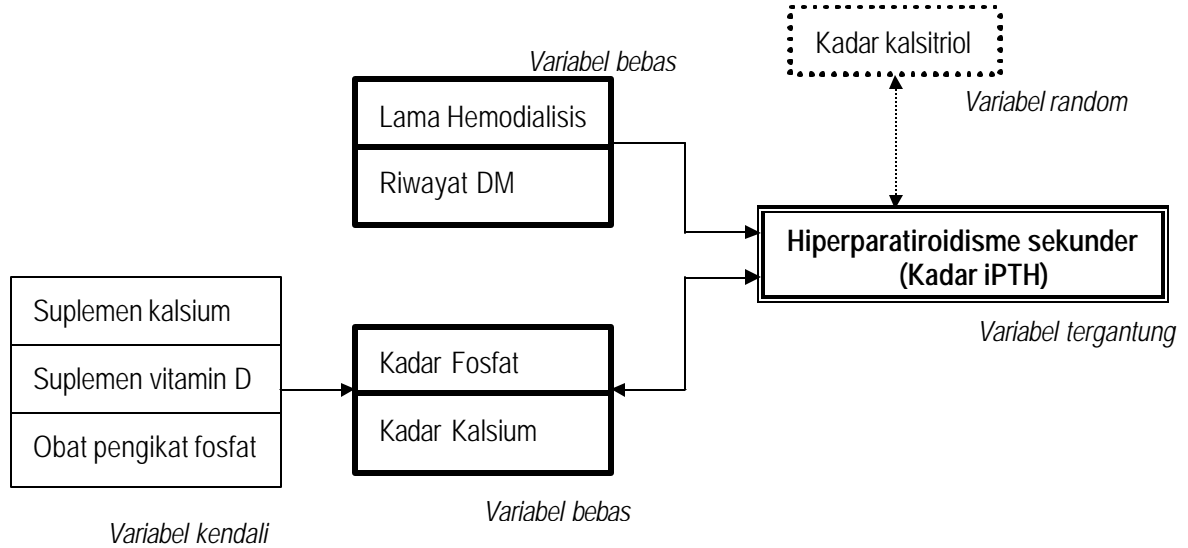 Kadar kalsitriol
Variabel bebas
Variabel random
Lama Hemodialisis
Riwayat DM
Hiperparatiroidisme sekunder
(Kadar iPTH)
Variabel tergantung
Suplemen kalsium
Suplemen vitamin D
Obat pengikat fosfat
Kadar Fosfat
Kadar Kalsium
Variabel bebas
Variabel kendali